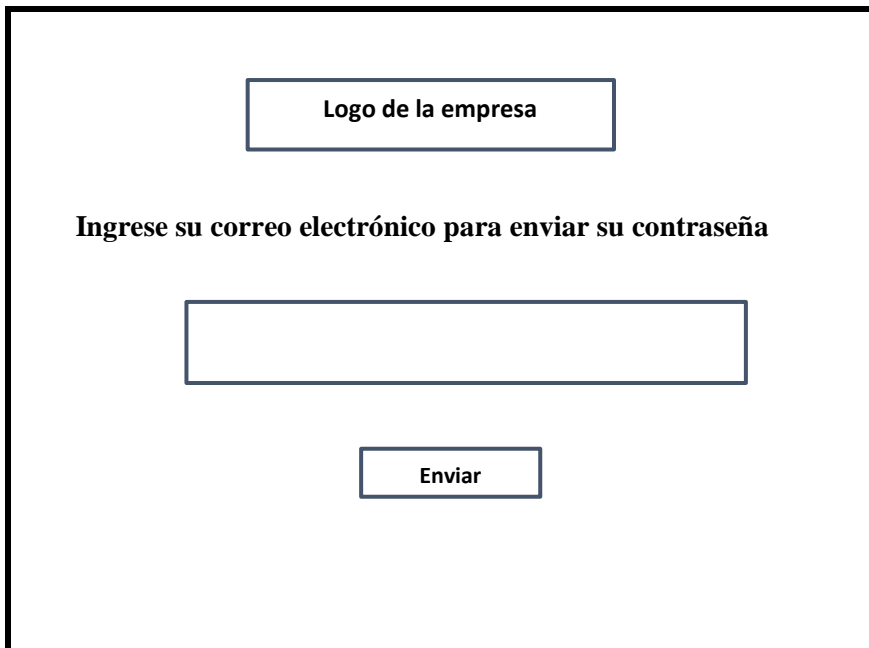 Logo de la empresa
Ingrese su correo electrónico para enviar su contraseña
Enviar